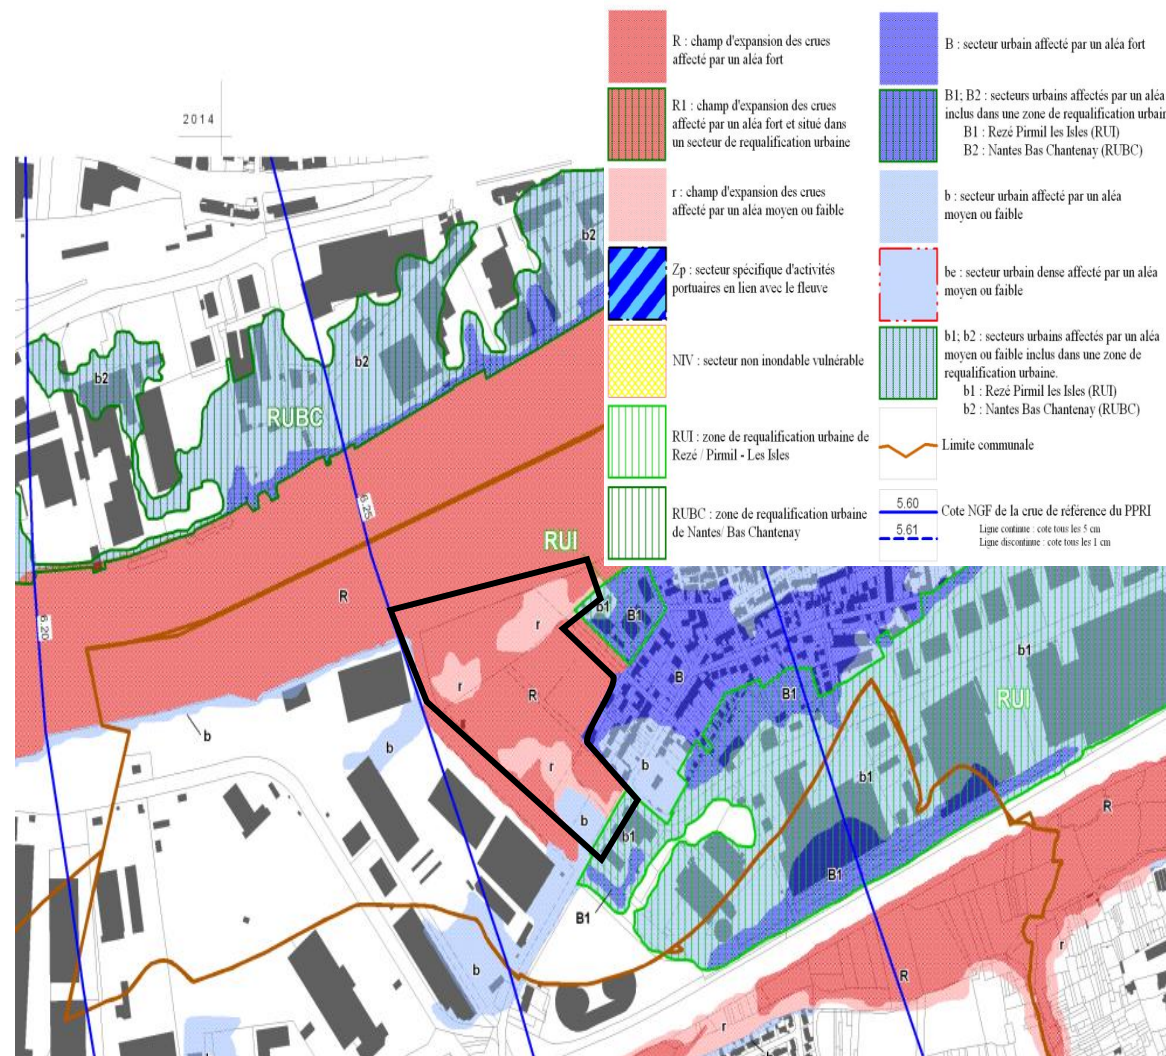 R : champ d'expansion des crues
affecté par un aléa fort
R1 : champ d'expansion des crues
affecté par un aléa fort et situé dans
un secteur de requalification urbaine
r : champ d'expansion des crues
affecté par un aléa moyen ou faible
Zp : secteur spécifique d'activités
portuaires en lien avec le fleuve
NIV : secteur non inondable vulnérable
RUI : zone de requalification urbaine de
Rezé / Pirmil - Les Isles
RUBC : zone de requalification urbaine
de Nantes/ Bas Chantenay
B : secteur urbain affecté par un aléa fort
B1; B2 : secteurs urbains affectés par un aléa
inclus dans une zone de requalification urbain
B1 : Rezé Pirmil les Isles (RUI)
B2 : Nantes Bas Chantenay (RUBC)
b : secteur urbain affecté par un aléa
moyen ou faible
be : secteur urbain dense affecté par un aléa
moyen ou faible
b1; b2 : secteurs urbains affectés par un aléa
moyen ou faible inclus dans une zone de
requalification urbaine.
b1 : Rezé Pirmil les Isles (RUI)
b2 : Nantes Bas Chantenay (RUBC)
Limite communale
5.60
5.61
Cote NGF de la crue de référence du PPRI
Ligne continue : cote tous les 5 cm
Ligne discontinue : cote tous les 1 cm
2014
b2
b2
b2
RUBC
6.25
RUI
R
6.20
b1
B1
r
r
R
B
B1
b1
RUI
b
b
r
b
b1
b
b1
B1
B1
R
r
b
R
r